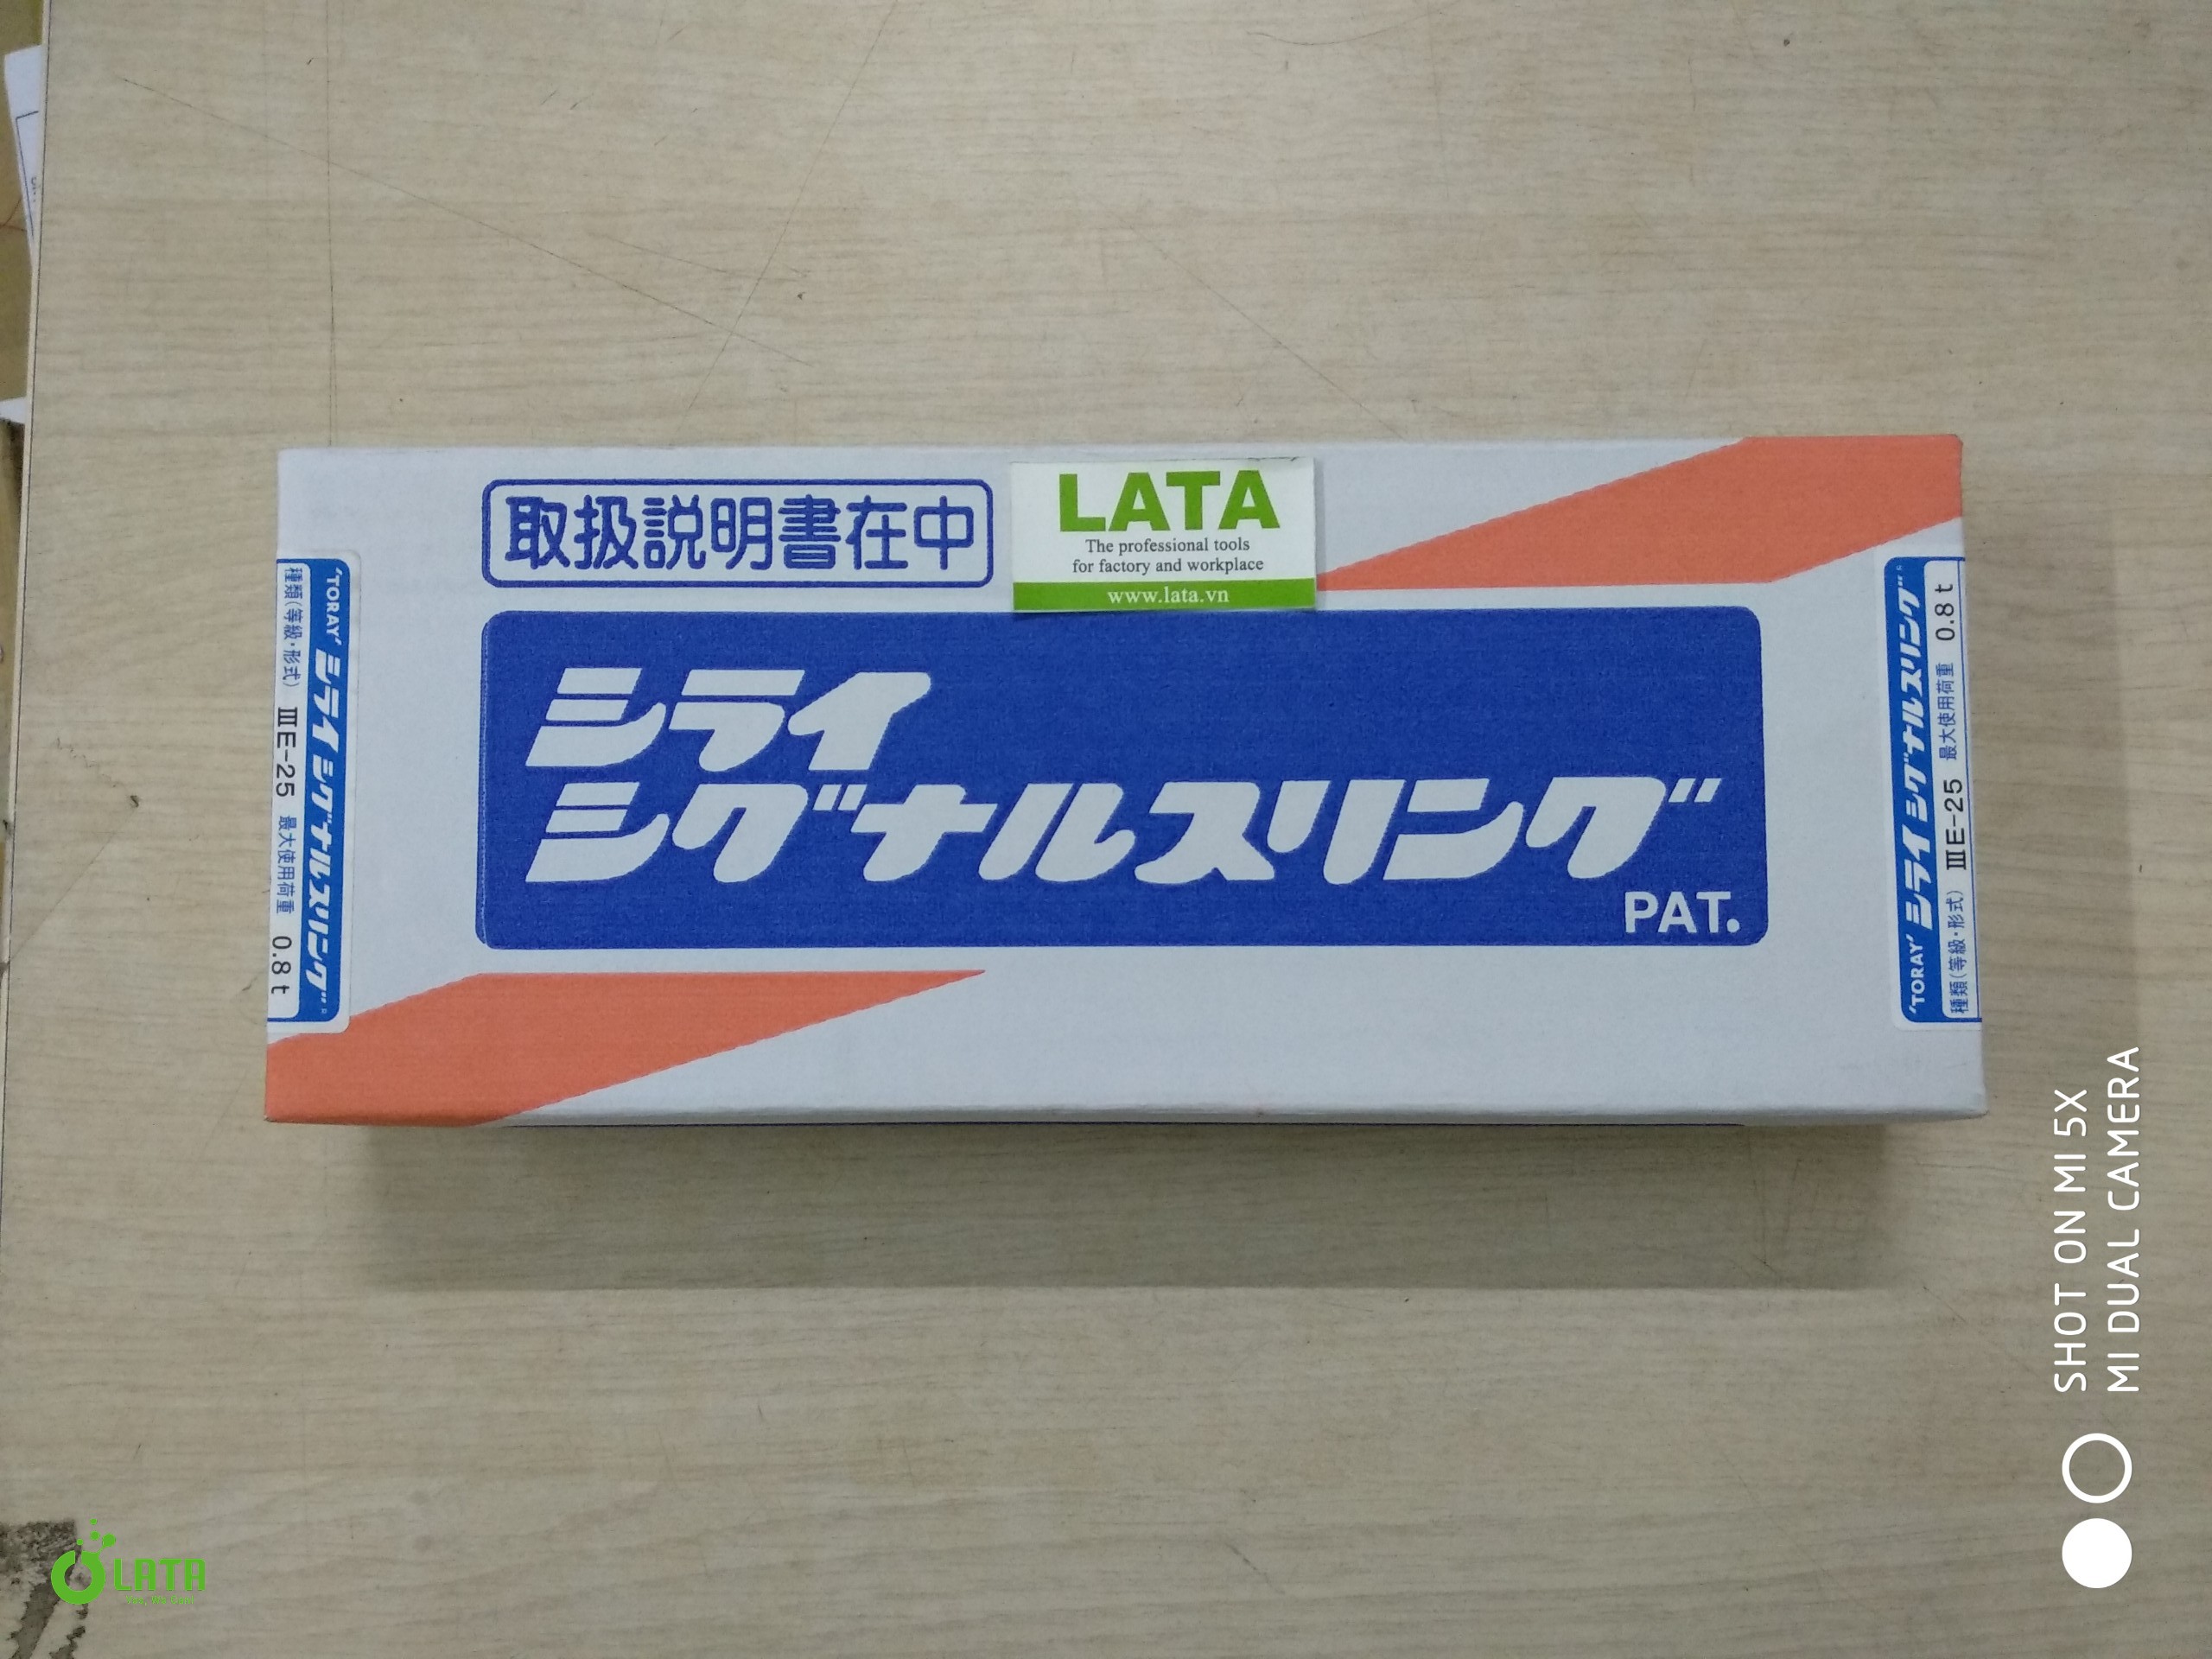 取扱説明書在中
LATA
The professional tools
for factory and workplace
www.lata.vn
シライ
シグナルスリング
PAT.
'TORAY' シライ シグナルスリング
種類(等級・形式) ⅢE-25 最大使用荷重 0.8t
'TORAY' シライ シグナルスリング
種類(等級・形式) ⅢE-25 最大使用荷重 0.8t
SHOT ON MI 5X
MI DUAL CAMERA
LATA